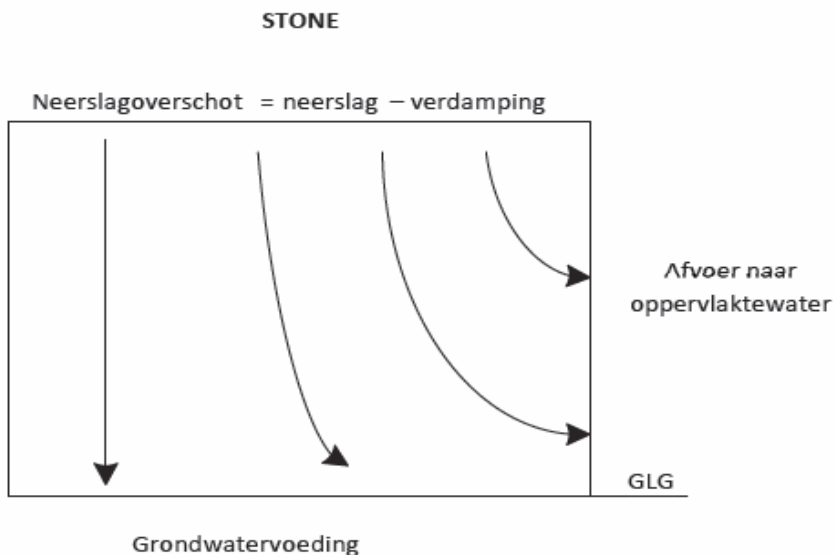 STONE
Neerslagoverschot = neerslag – verdamping
Afvoer naar
oppervlaktewater
GLG
Grondwatervoeding